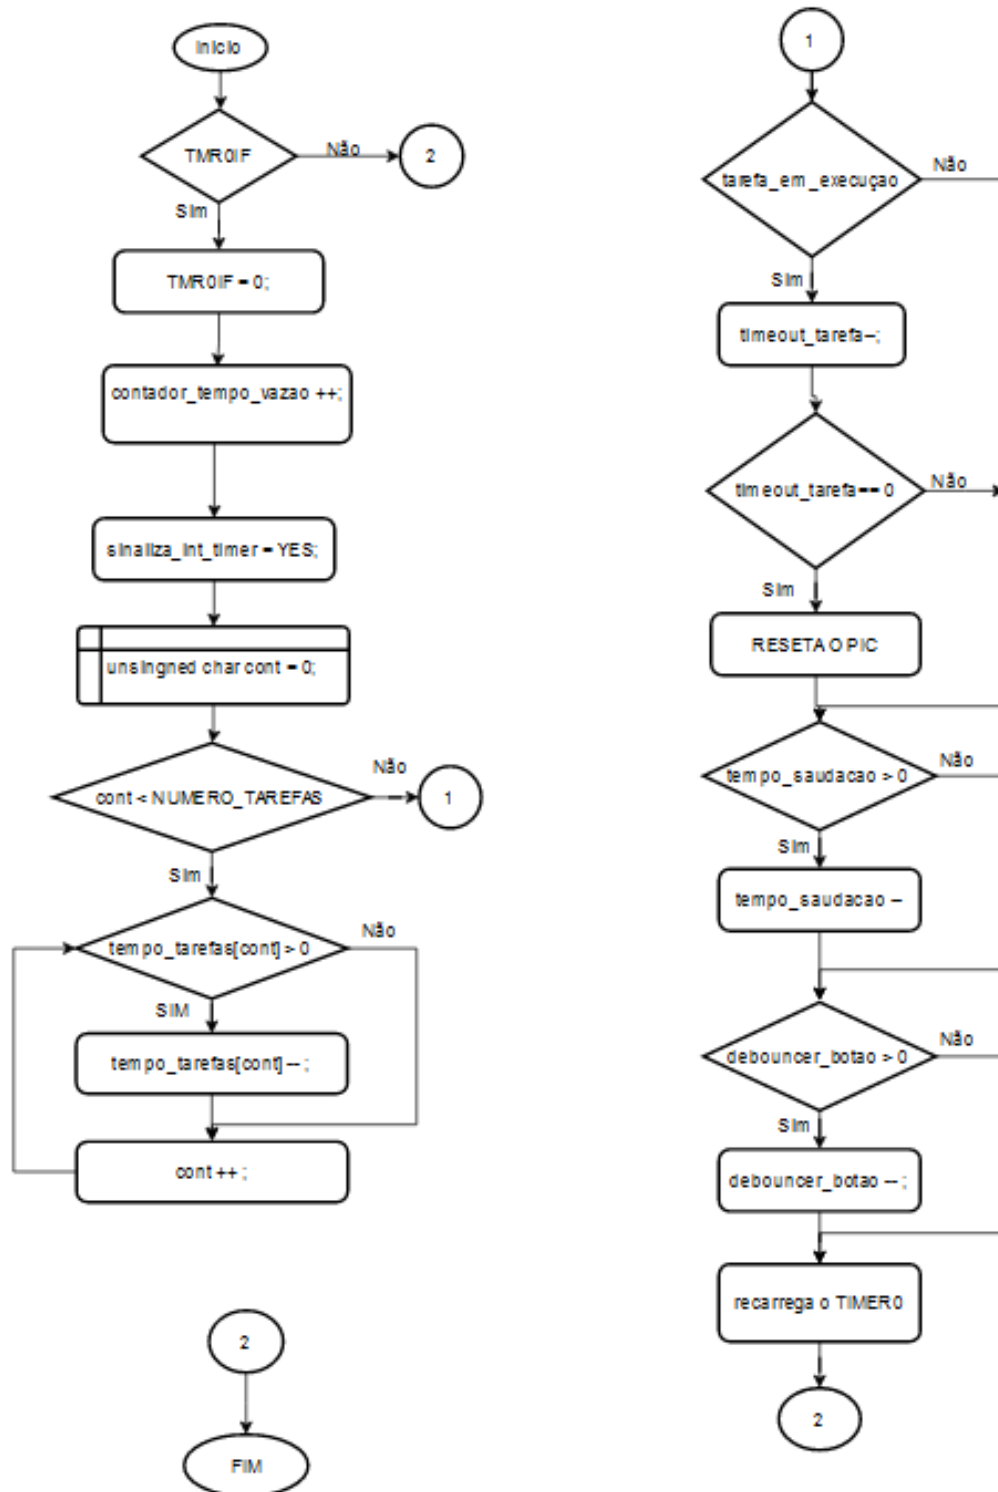 inicio
TMR0IF
Não
2
Sim
TMR0IF = 0;
contador_tempo_vazao ++;
sinaliza_int_timer = YES;
unsingned char cont = 0;
cont < NUMERO_TAREFAS
Não
1
Sim
tempo_tarefas[cont] > 0
Não
SIM
tempo_tarefas[cont] -- ;
cont ++ ;
2
FIM
1
tarefa_em_execuçao
Não
Sim
timeout_tarefa--;
timeout_tarefa== 0
Não
Sim
RESETA O PIC
tempo_saudacao > 0
Não
Sim
tempo_saudacao --
debouncer_botao > 0
Não
Sim
debouncer_botao -- ;
recarrega o TIMER0
2